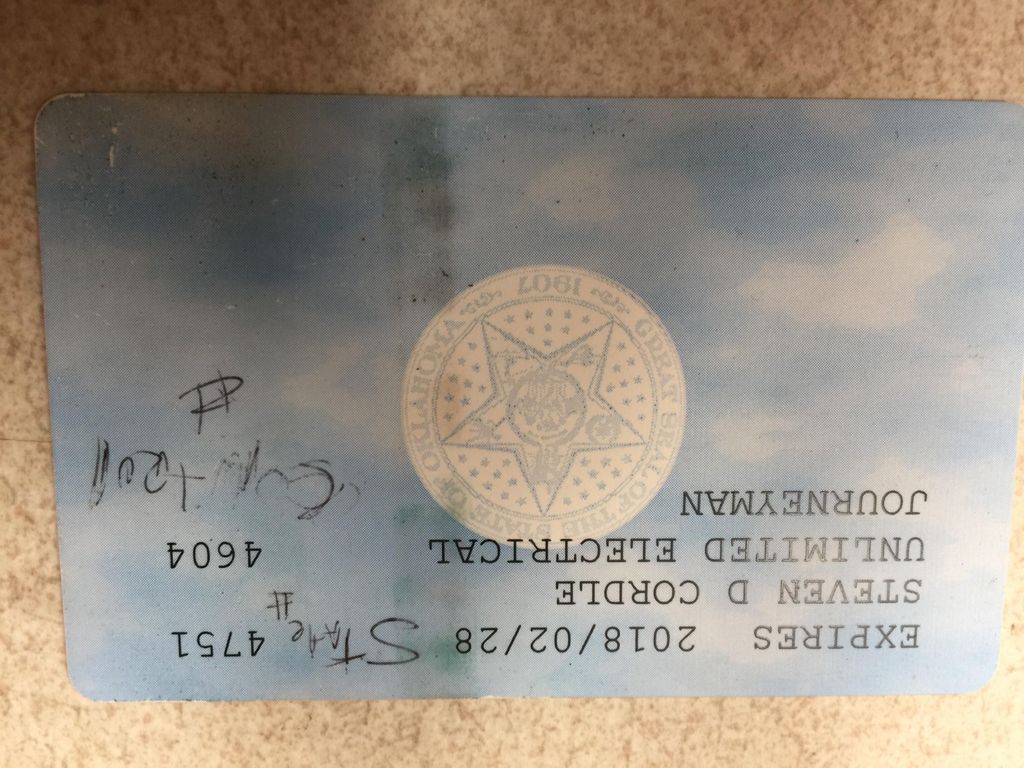 EXPIRES 2018/02/28 State 4751
#
STEVEN D CORDLE
UNLIMITED ELECTRICAL 4604
JOURNEYMAN Control
#
GREAT SEAL OF THE STATE OF OKLAHOMA
1907